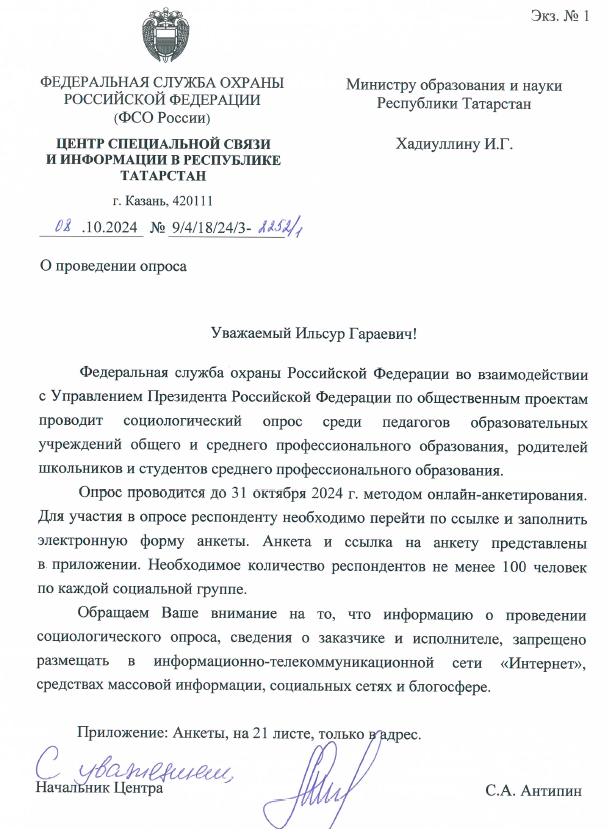 Экз. № 1
ФЕДЕРАЛЬНАЯ СЛУЖБА ОХРАНЫ
РОССИЙСКОЙ ФЕДЕРАЦИИ
(ФСО России)
ЦЕНТР СПЕЦИАЛЬНОЙ СВЯЗИ
И ИНФОРМАЦИИ В РЕСПУБЛИКЕ
ТАТАРСТАН
г. Казань, 420111
08 .10.2024 № 9/4/18/24/3- 2252/1
О проведении опроса
Министру образования и науки
Республики Татарстан
Хадиуллину И.Г.
Уважаемый Ильсур Гараевич!
Федеральная служба охраны Российской Федерации во взаимодействии
с Управлением Президента Российской Федерации по общественным проектам
проводит социологический опрос среди педагогов образовательных
учреждений общего и среднего профессионального образования, родителей
школьников и студентов среднего профессионального образования.
Опрос проводится до 31 октября 2024 г. методом онлайн-анкетирования.
Для участия в опросе респонденту необходимо перейти по ссылке и заполнить
электронную форму анкеты. Анкета и ссылка на анкету представлены
в приложении. Необходимое количество респондентов не менее 100 человек
по каждой социальной группе.
Обращаем Ваше внимание на то, что информацию о проведении
социологического опроса, сведения о заказчике и исполнителе, запрещено
размещать в информационно-телекоммуникационной сети «Интернет»,
средствах массовой информации, социальных сетях и блогосфере.
Приложение: Анкеты, на 21 листе, только в адрес.
С уважением,
Начальник Центра
С.А. Антипин